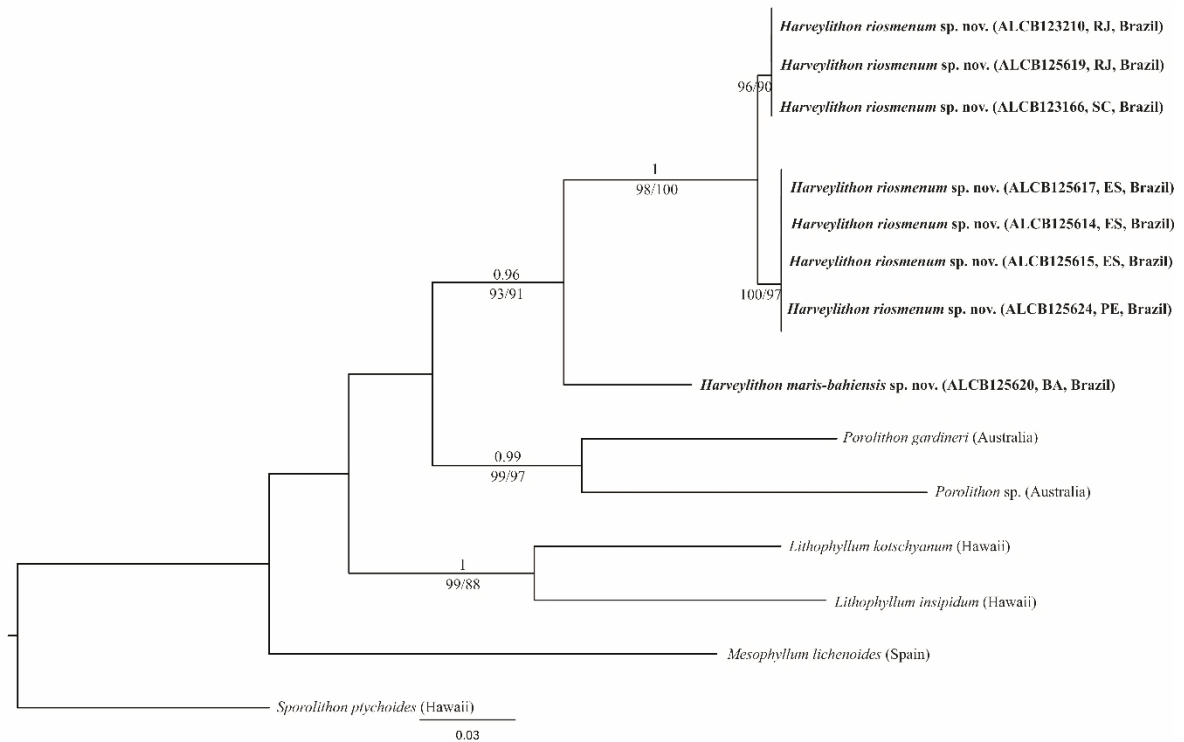 Harveylithon riosmenum sp. nov. (ALCB123210, RJ, Brazil)
Harveylithon riosmenum sp. nov. (ALCB125619, RJ, Brazil)
96/90
Harveylithon riosmenum sp. nov. (ALCB123166, SC, Brazil)
1
98/100
Harveylithon riosmenum sp. nov. (ALCB125617, ES, Brazil)
Harveylithon riosmenum sp. nov. (ALCB125614, ES, Brazil)
Harveylithon riosmenum sp. nov. (ALCB125615, ES, Brazil)
0.96
93/91
100/97
Harveylithon riosmenum sp. nov. (ALCB125624, PE, Brazil)
Harveylithon maris-bahiensis sp. nov. (ALCB125620, BA, Brazil)
Porolithon gardineri (Australia)
0.99
99/97
Porolithon sp. (Australia)
Lithophyllum kotschyanum (Hawaii)
1
99/88
Lithophyllum insipidum (Hawaii)
Mesophyllum lichenoides (Spain)
Sporolithon ptychoides (Hawaii)
0.03